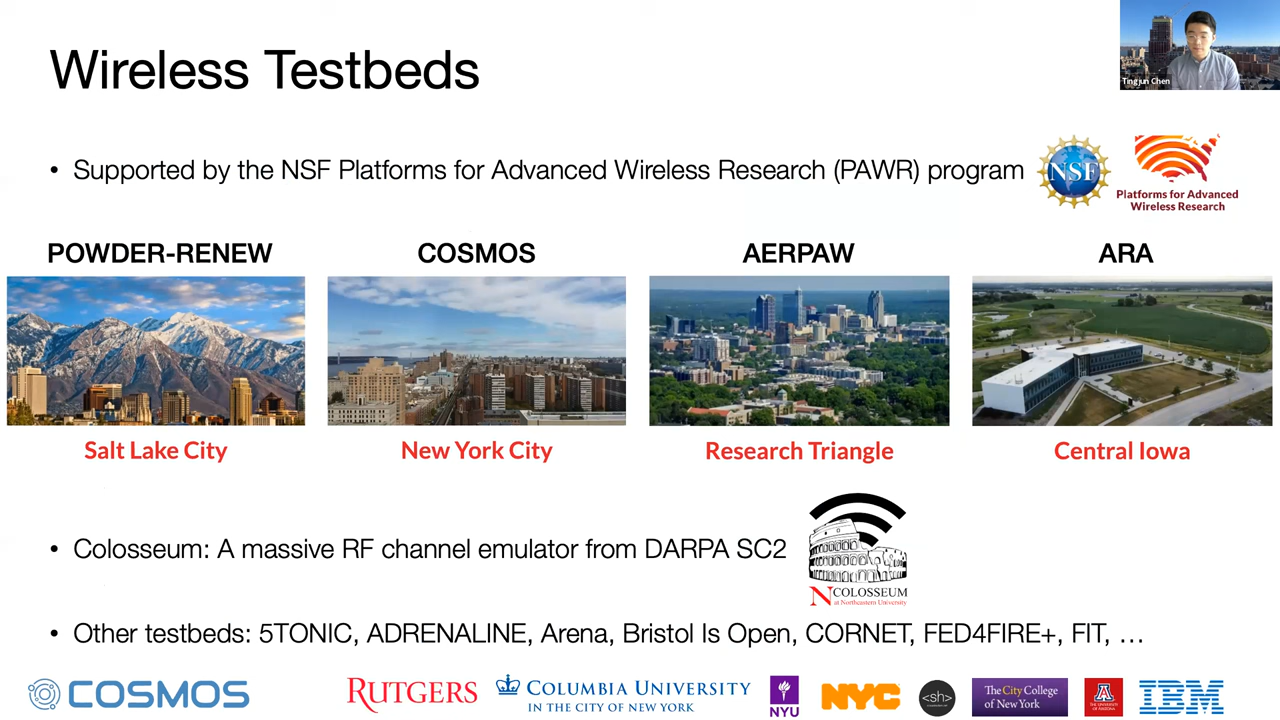 Wireless Testbeds
Tingjun Chen
• Supported by the NSF Platforms for Advanced Wireless Research (PAWR) program
NSF
Platforms for Advanced
Wireless Research
POWDER-RENEW
COSMOS
AERPAW
ARA
Salt Lake City
New York City
Research Triangle
Central Iowa
• Colosseum: A massive RF channel emulator from DARPA SC2
N COLOSSEUM
at Northeastern University
• Other testbeds: 5TONIC, ADRENALINE, Arena, Bristol Is Open, CORNET, FED4FIRE+, FIT, …
COSMOS
RUTGERS
COLUMBIA UNIVERSITY
IN THE CITY OF NEW YORK
NYU
NYC
<sh>
The City College
of New York
A
IBM